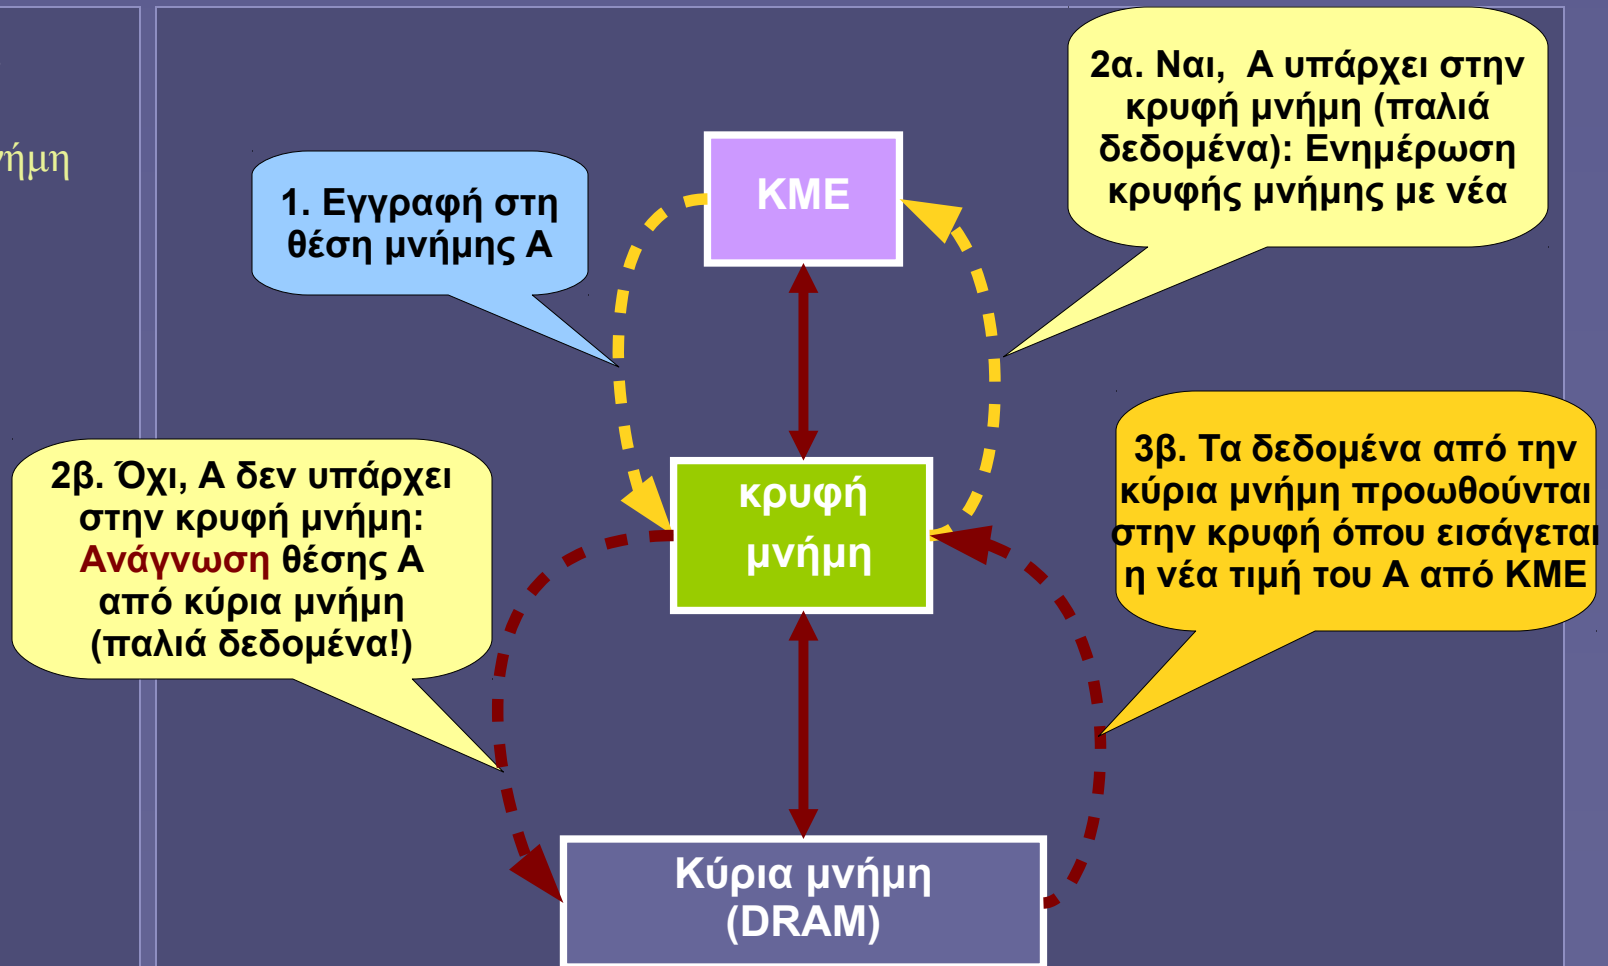 2α. Ναι, Α υπάρχει στην
κρυφή μνήμη (παλιά
δεδομένα): Ενημέρωση
κρυφής μνήμης με νέα
1. Εγγραφή στη
θέση μνήμης Α
ΚΜΕ
2β. Όχι, Α δεν υπάρχει
στην κρυφή μνήμη:
Ανάγνωση θέσης Α
από κύρια μνήμη
(παλιά δεδομένα!)
κρυφή
μνήμη
3β. Τα δεδομένα από την
κύρια μνήμη προωθούνται
στην κρυφή όπου εισάγεται
η νέα τιμή του Α από ΚΜΕ
Κύρια μνήμη
(DRAM)